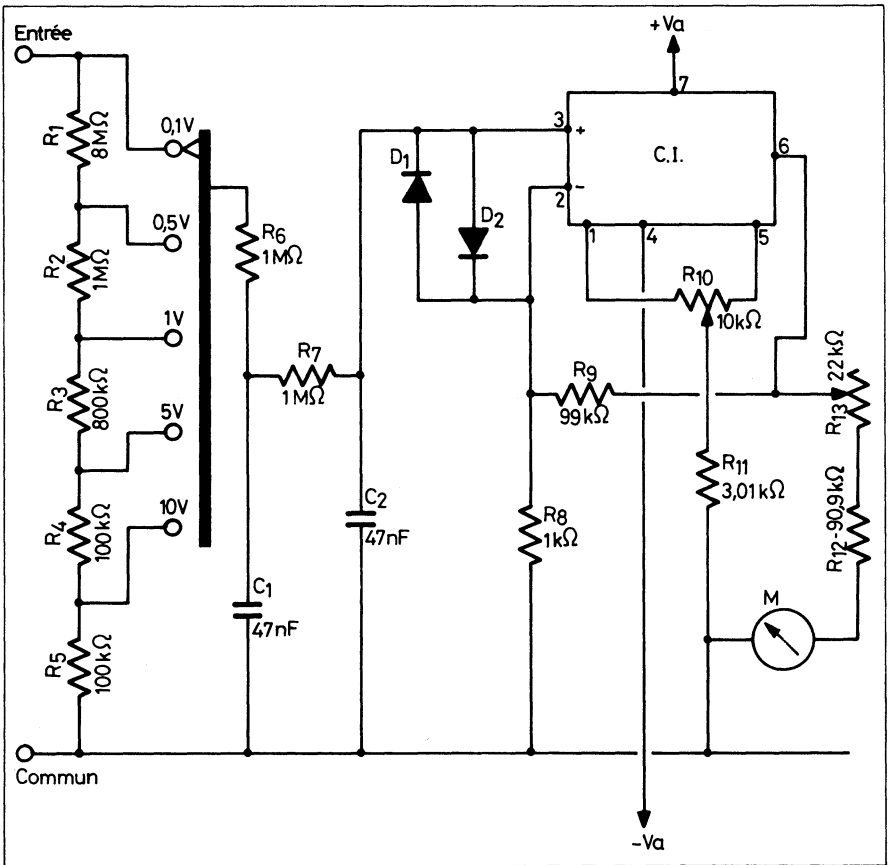 Entrée
R1
8MΩ
0,1V
0,5V
R2
1MΩ
1V
R3
800kΩ
5V
R4
100kΩ
10V
R5
100kΩ
Commun
R6
1MΩ
R7
1MΩ
C1
47nF
C2
47nF
D1
D2
+Va
7
3
+
C.I.
6
-
2
1
4
5
R10
10kΩ
R9
99kΩ
R8
1kΩ
22kΩ
R13
R11
3,01kΩ
R12-90,9kΩ
M
-Va